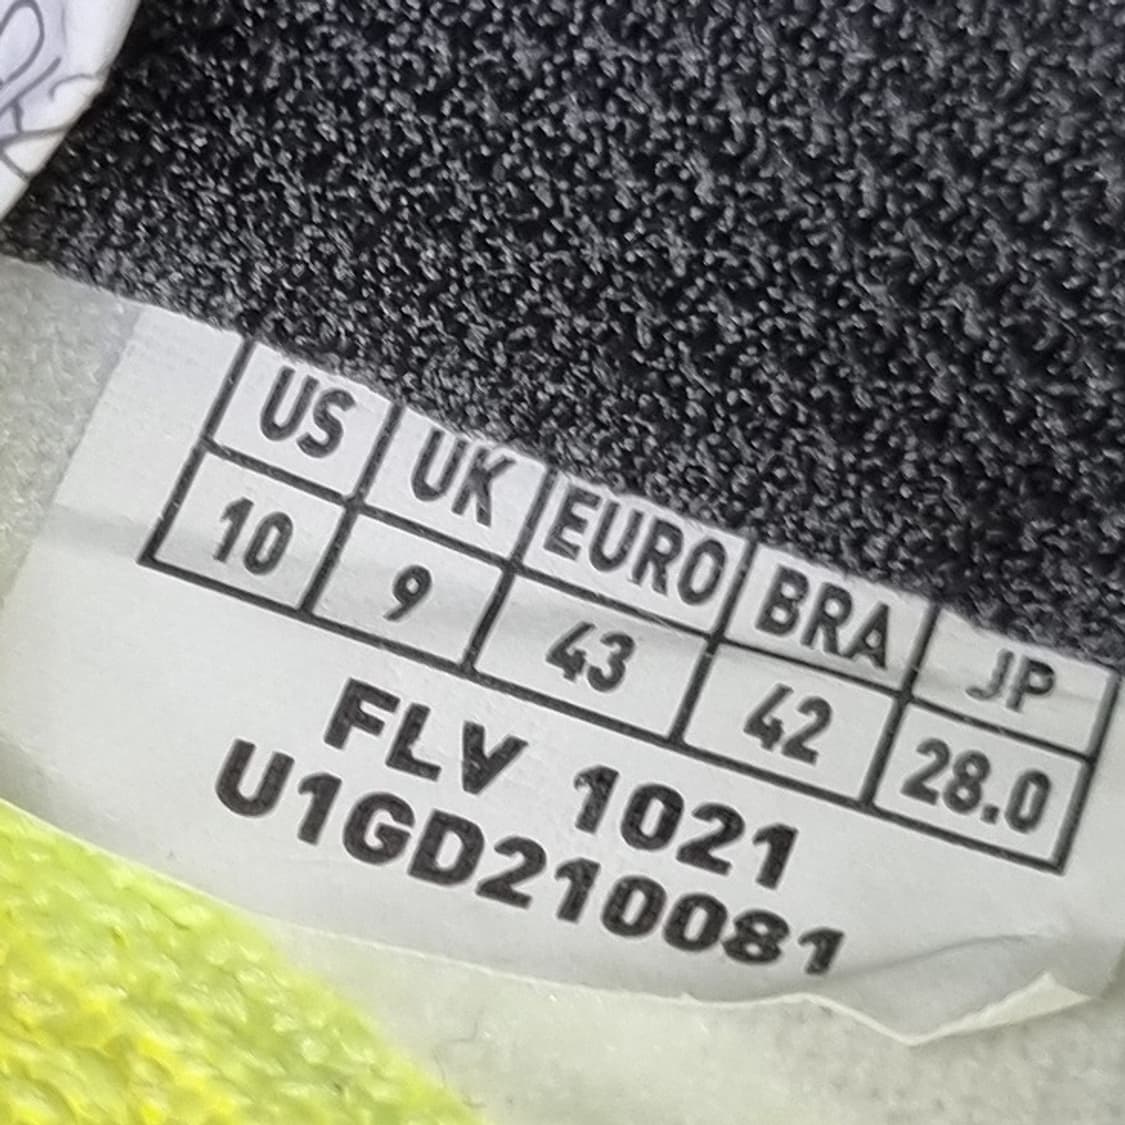 US UK EURO BRA JP
10 9 43 42 28.0
FLV 1021
U1GD210081